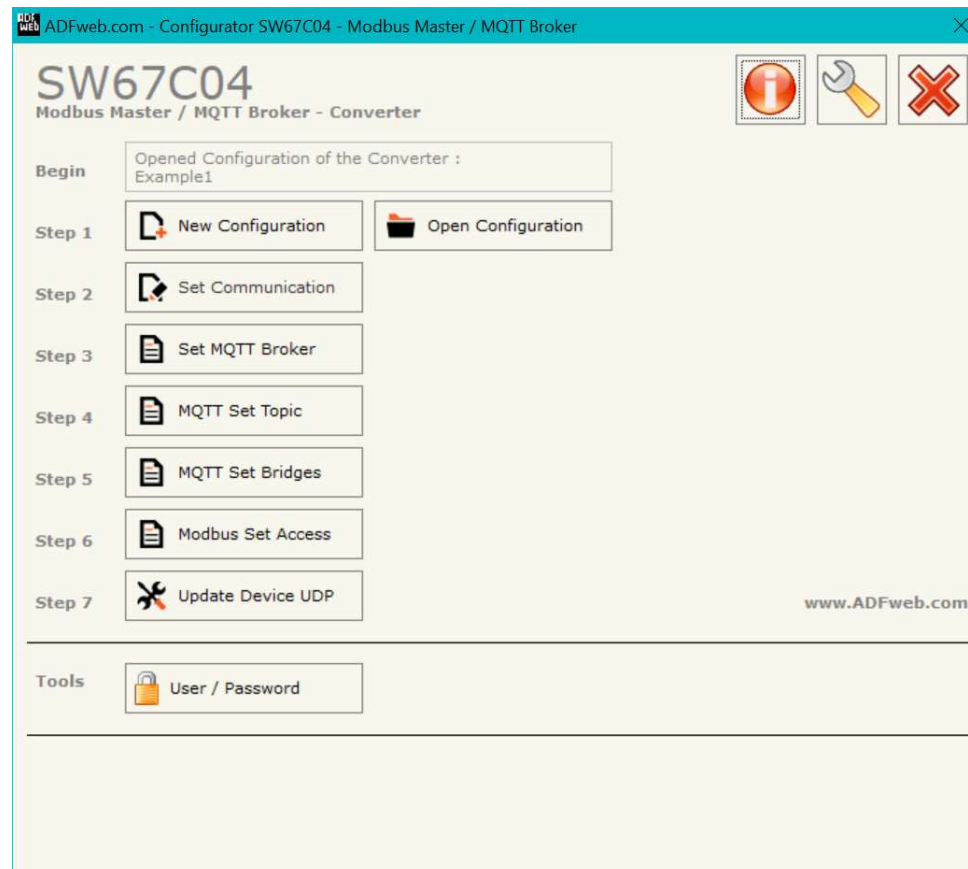 ADF
WEB
ADFweb.com - Configurator SW67C04 - Modbus Master / MQTT Broker
SW67C04
Modbus Master / MQTT Broker - Converter
Begin
Opened Configuration of the Converter :
Example1
Step 1
New Configuration
Open Configuration
Step 2
Set Communication
Step 3
Set MQTT Broker
Step 4
MQTT Set Topic
Step 5
MQTT Set Bridges
Step 6
Modbus Set Access
Step 7
Update Device UDP
www.ADFweb.com
Tools
User / Password